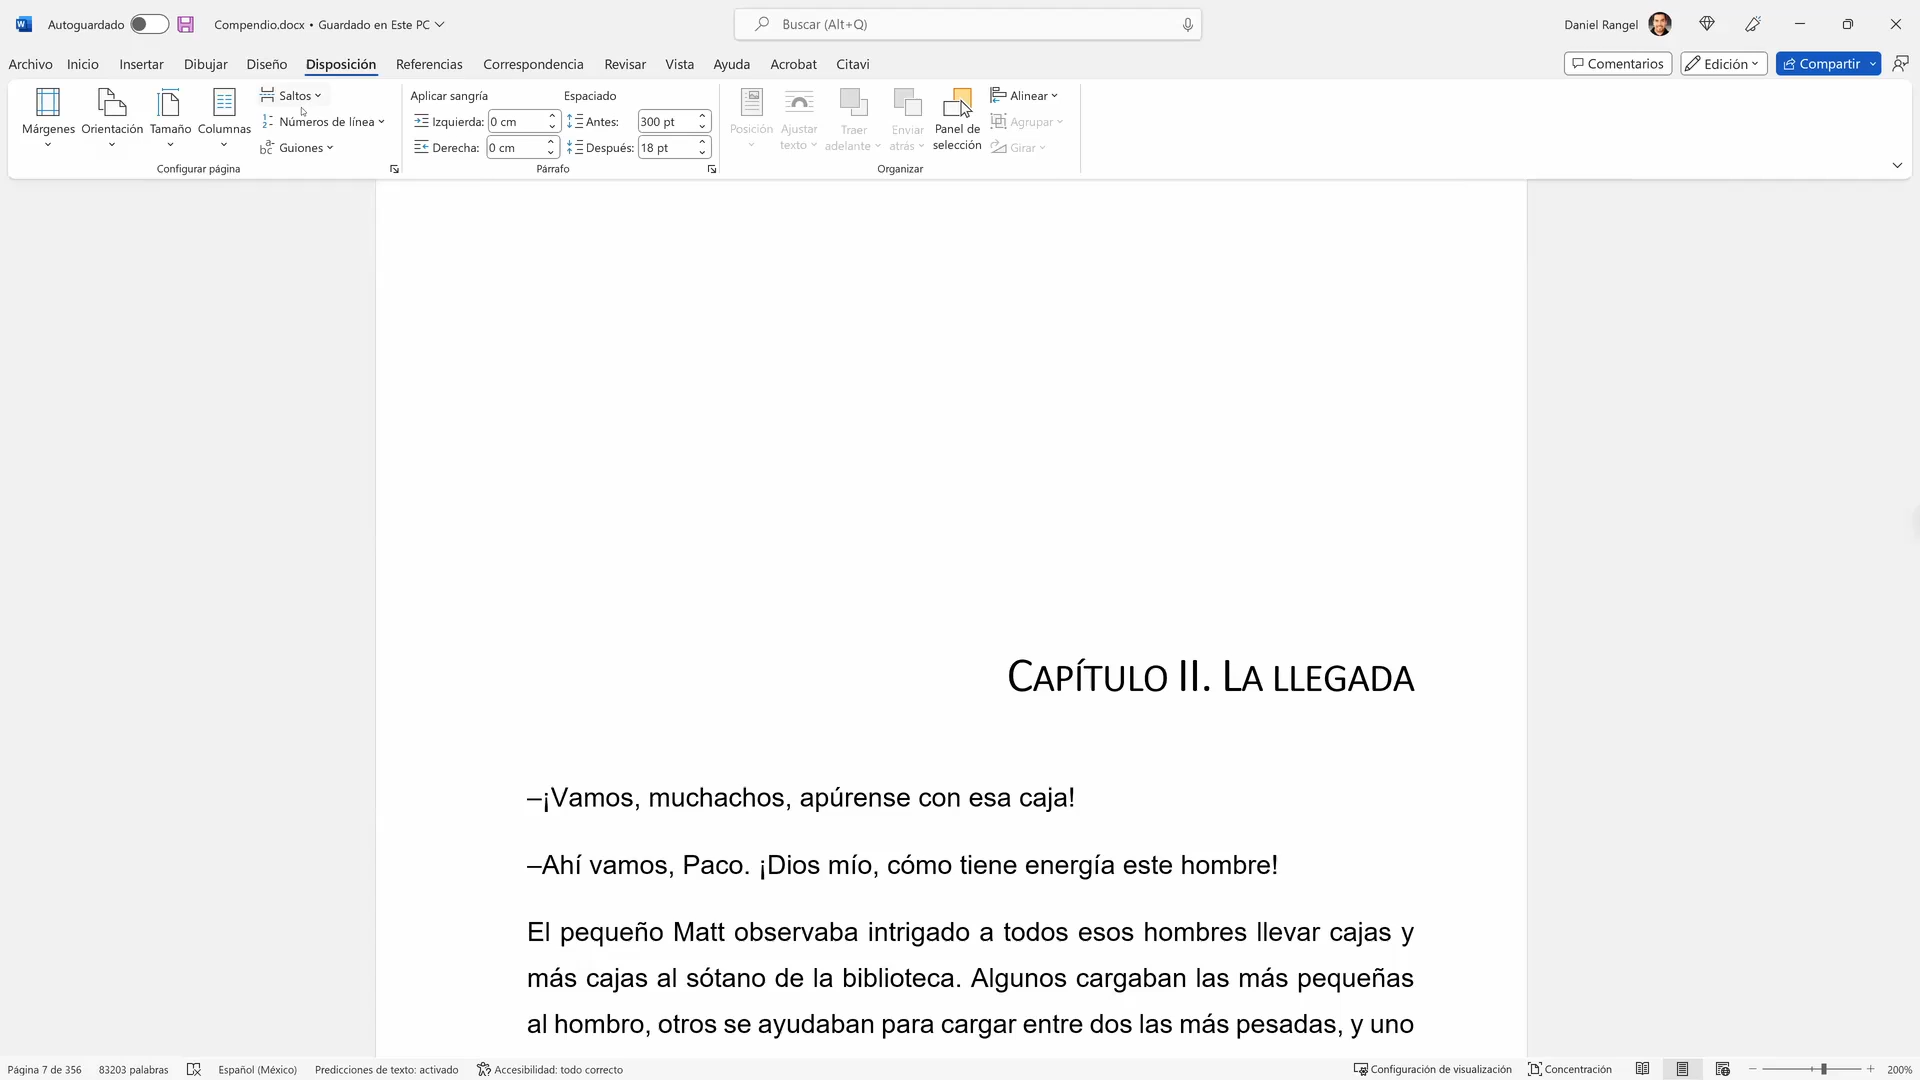 Autoguardado
Compendio.docx • Guardado en Este PC
Buscar (Alt+Q)
Daniel Rangel
Archivo Inicio Insertar Dibujar Diseño Disposición Referencias Correspondencia Revisar Vista Ayuda Acrobat Citavi
Comentarios Edición Compartir
Márgenes Orientación Tamaño Columnas
Saltos
Números de línea
Guiones
Configurar página
Aplicar sangría Espaciado
Izquierda: 0 cm Antes: 300 pt
Derecha: 0 cm Después: 18 pt
Párrafo
Posición
Ajustar texto
Traer adelante
Enviar atrás
Panel de selección
Alinear
Agrupar
Girar
Organizar
CAPÍTULO II. LA LLEGADA
–¡Vamos, muchachos, apúrense con esa caja!
–Ahí vamos, Paco. ¡Dios mío, cómo tiene energía este hombre!
El pequeño Matt observaba intrigado a todos esos hombres llevar cajas y
más cajas al sótano de la biblioteca. Algunos cargaban las más pequeñas
al hombro, otros se ayudaban para cargar entre dos las más pesadas, y uno
Página 7 de 356 83203 palabras Español (México) Predicciones de texto: activado Accesibilidad: todo correcto
Configuración de visualización Concentración 200%